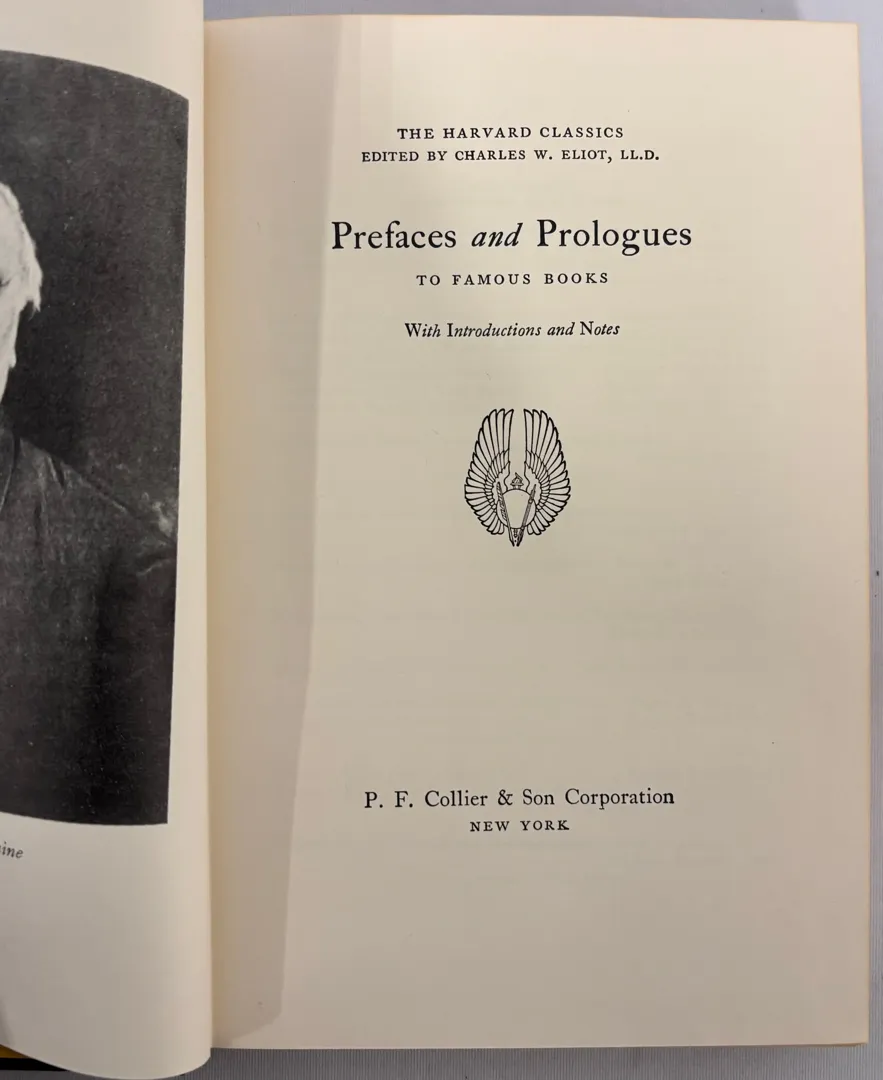 THE HARVARD CLASSICS
EDITED BY CHARLES W. ELIOT, LL.D.
Prefaces and Prologues
TO FAMOUS BOOKS
With Introductions and Notes
P. F. Collier & Son Corporation
NEW YORK